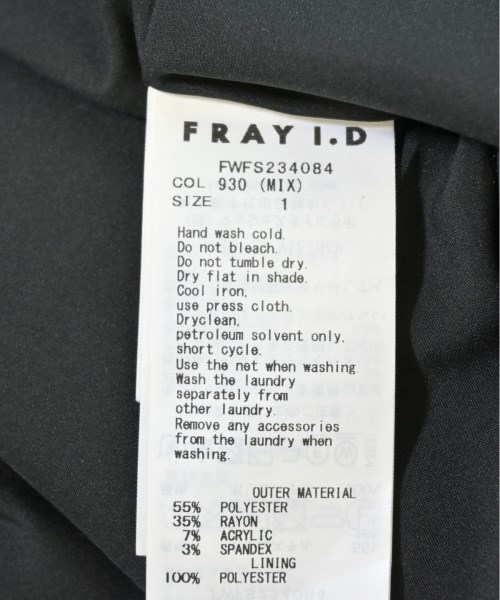 FRAY I.D
FWFS234084
COL 930 (MIX)
SIZE 1
Hand wash cold.
Do not bleach.
Do not tumble dry.
Dry flat in shade.
Cool iron,
use press cloth.
Dryclean,
petroleum solvent only.
short cycle.
Use the net when washing
Wash the laundry
separately from
other laundry.
Remove any accessories
from the laundry when
washing.
OUTER MATERIAL
55% POLYESTER
35% RAYON
7% ACRYLIC
3% SPANDEX
LINING
100% POLYESTER